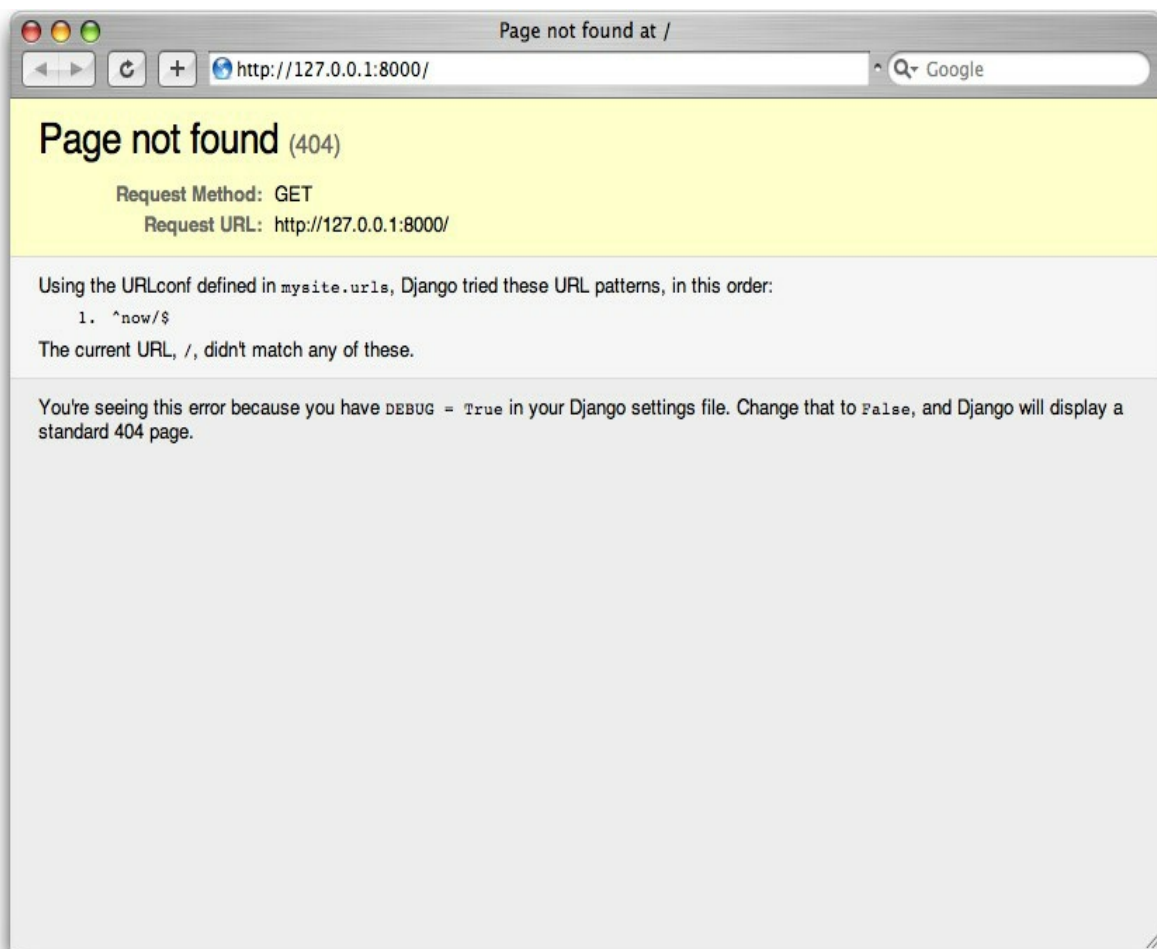 Page not found at /
http://127.0.0.1:8000/
Google
Page not found (404)
Request Method: GET
Request URL: http://127.0.0.1:8000/
Using the URLconf defined in mysite.urls, Django tried these URL patterns, in this order:
1. ^now/$
The current URL, /, didn't match any of these.
You're seeing this error because you have DEBUG = True in your Django settings file. Change that to False, and Django will display a
standard 404 page.